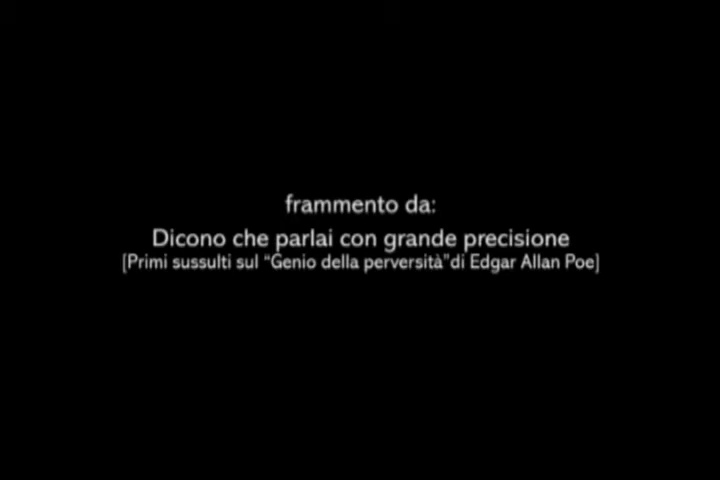 frammento da:
Dicono che parlai con grande precisione
[Primi sussulti sul “Genio della perversità”di Edgar Allan Poe]